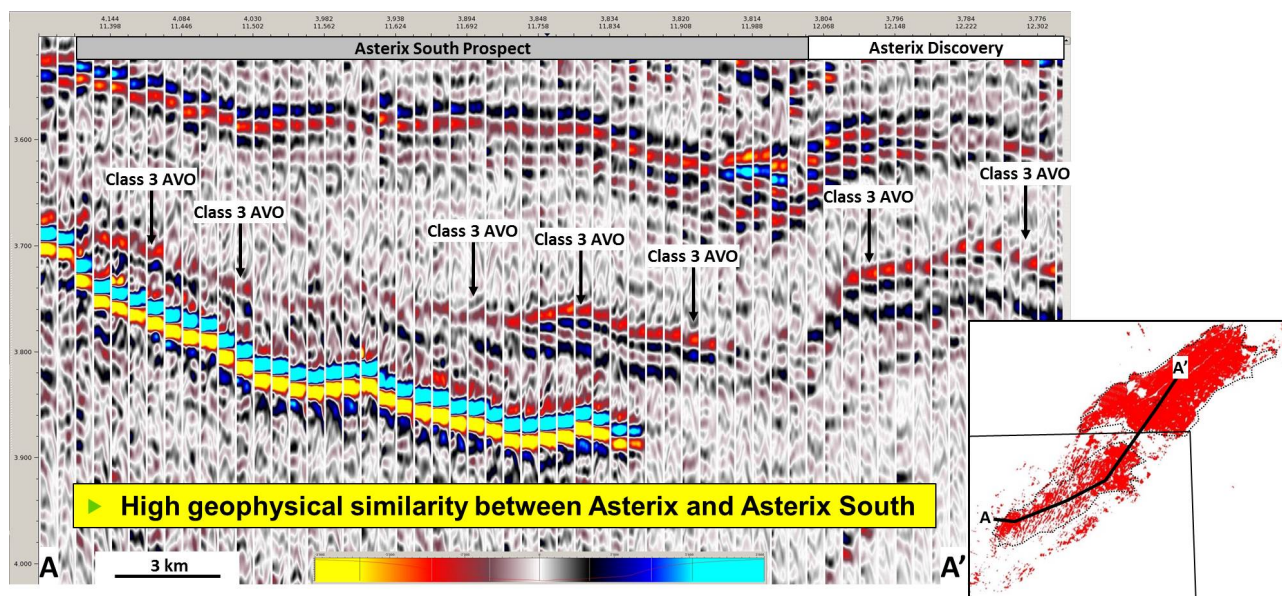 4.144 4.084 4.030 3.982 3.938 3.894 3.848 3.834 3.820 3.814 3.804 3.796 3.784 3.776
11.398 11.446 11.502 11.562 11.624 11.692 11.758 11.834 11.908 11.988 12.068 12.148 12.222 12.302
Asterix South Prospect
Asterix Discovery
3.600
Class 3 AVO
Class 3 AVO
Class 3 AVO
Class 3 AVO
Class 3 AVO
Class 3 AVO
Class 3 AVO
3.700
3.800
3.900
High geophysical similarity between Asterix and Asterix South
4.000
A
3 km
A'
A'
A